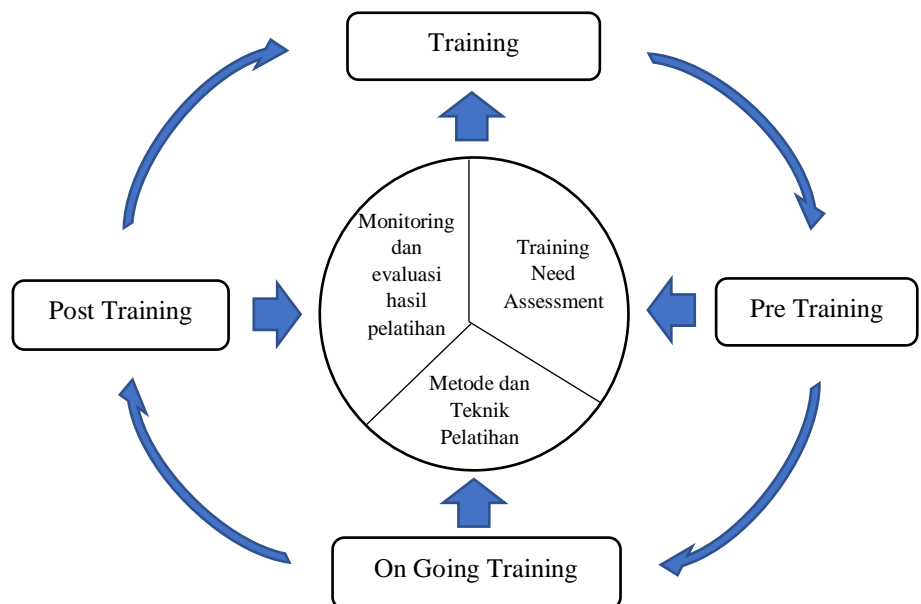 Training
Monitoring
dan
evaluasi
hasil
pelatihan
Training
Need
Assessment
Post Training
Pre Training
Metode dan
Teknik
Pelatihan
On Going Training